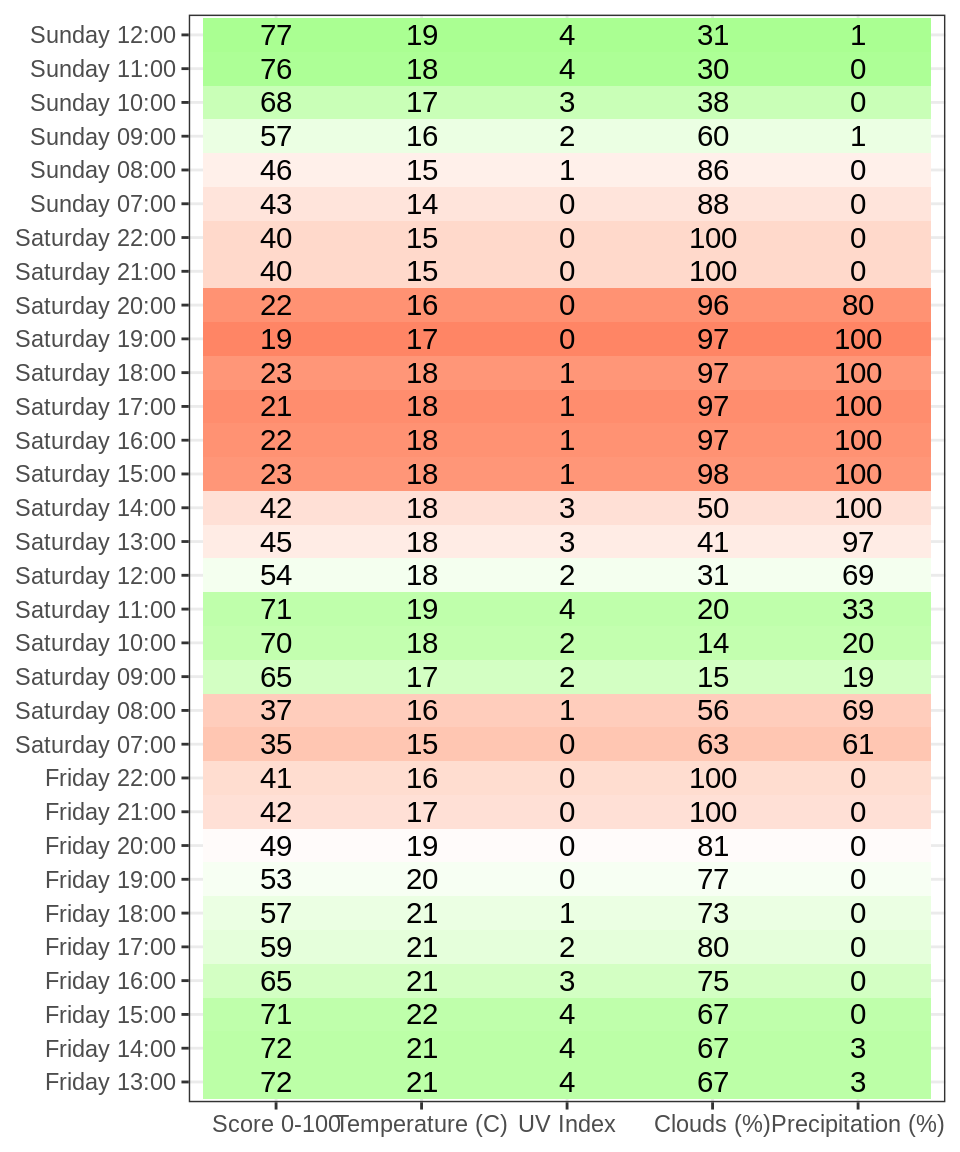 Sunday 12:00 77 19 4 31 1
Sunday 11:00 76 18 4 30 0
Sunday 10:00 68 17 3 38 0
Sunday 09:00 57 16 2 60 1
Sunday 08:00 46 15 1 86 0
Sunday 07:00 43 14 0 88 0
Saturday 22:00 40 15 0 100 0
Saturday 21:00 40 15 0 100 0
Saturday 20:00 22 16 0 96 80
Saturday 19:00 19 17 0 97 100
Saturday 18:00 23 18 1 97 100
Saturday 17:00 21 18 1 97 100
Saturday 16:00 22 18 1 97 100
Saturday 15:00 23 18 1 98 100
Saturday 14:00 42 18 3 50 100
Saturday 13:00 45 18 3 41 97
Saturday 12:00 54 18 2 31 69
Saturday 11:00 71 19 4 20 33
Saturday 10:00 70 18 2 14 20
Saturday 09:00 65 17 2 15 19
Saturday 08:00 37 16 1 56 69
Saturday 07:00 35 15 0 63 61
Friday 22:00 41 16 0 100 0
Friday 21:00 42 17 0 100 0
Friday 20:00 49 19 0 81 0
Friday 19:00 53 20 0 77 0
Friday 18:00 57 21 1 73 0
Friday 17:00 59 21 2 80 0
Friday 16:00 65 21 3 75 0
Friday 15:00 71 22 4 67 0
Friday 14:00 72 21 4 67 3
Friday 13:00 72 21 4 67 3
Score 0-100 Temperature (C) UV Index Clouds (%) Precipitation (%)